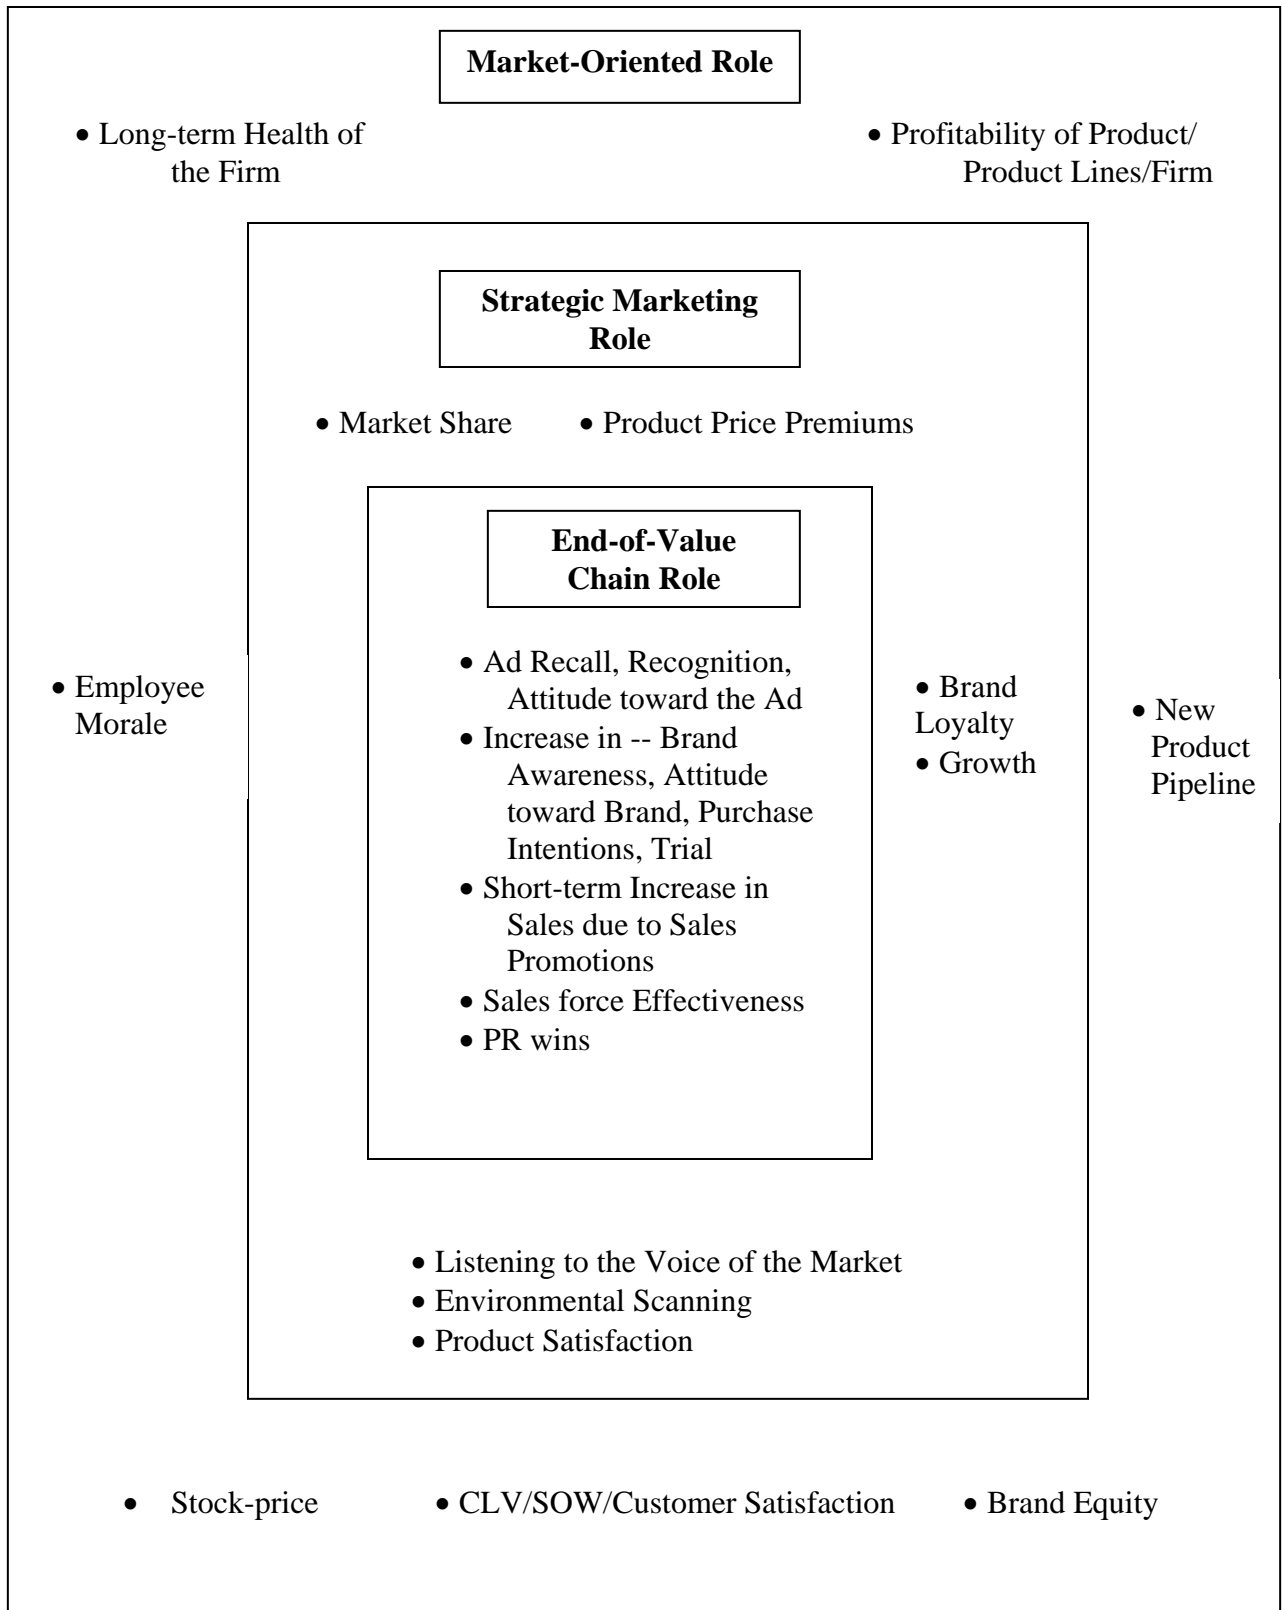 Market-Oriented Role
• Long-term Health of
the Firm
• Profitability of Product/
Product Lines/Firm
Strategic Marketing
Role
• Market Share
• Product Price Premiums
End-of-Value
Chain Role
• Ad Recall, Recognition,
Attitude toward the Ad
• Increase in -- Brand
Awareness, Attitude
toward Brand, Purchase
Intentions, Trial
• Short-term Increase in
Sales due to Sales
Promotions
• Sales force Effectiveness
• PR wins
• Employee
Morale
• Brand
Loyalty
• Growth
• New
Product
Pipeline
• Listening to the Voice of the Market
• Environmental Scanning
• Product Satisfaction
• Stock-price
• CLV/SOW/Customer Satisfaction
• Brand Equity